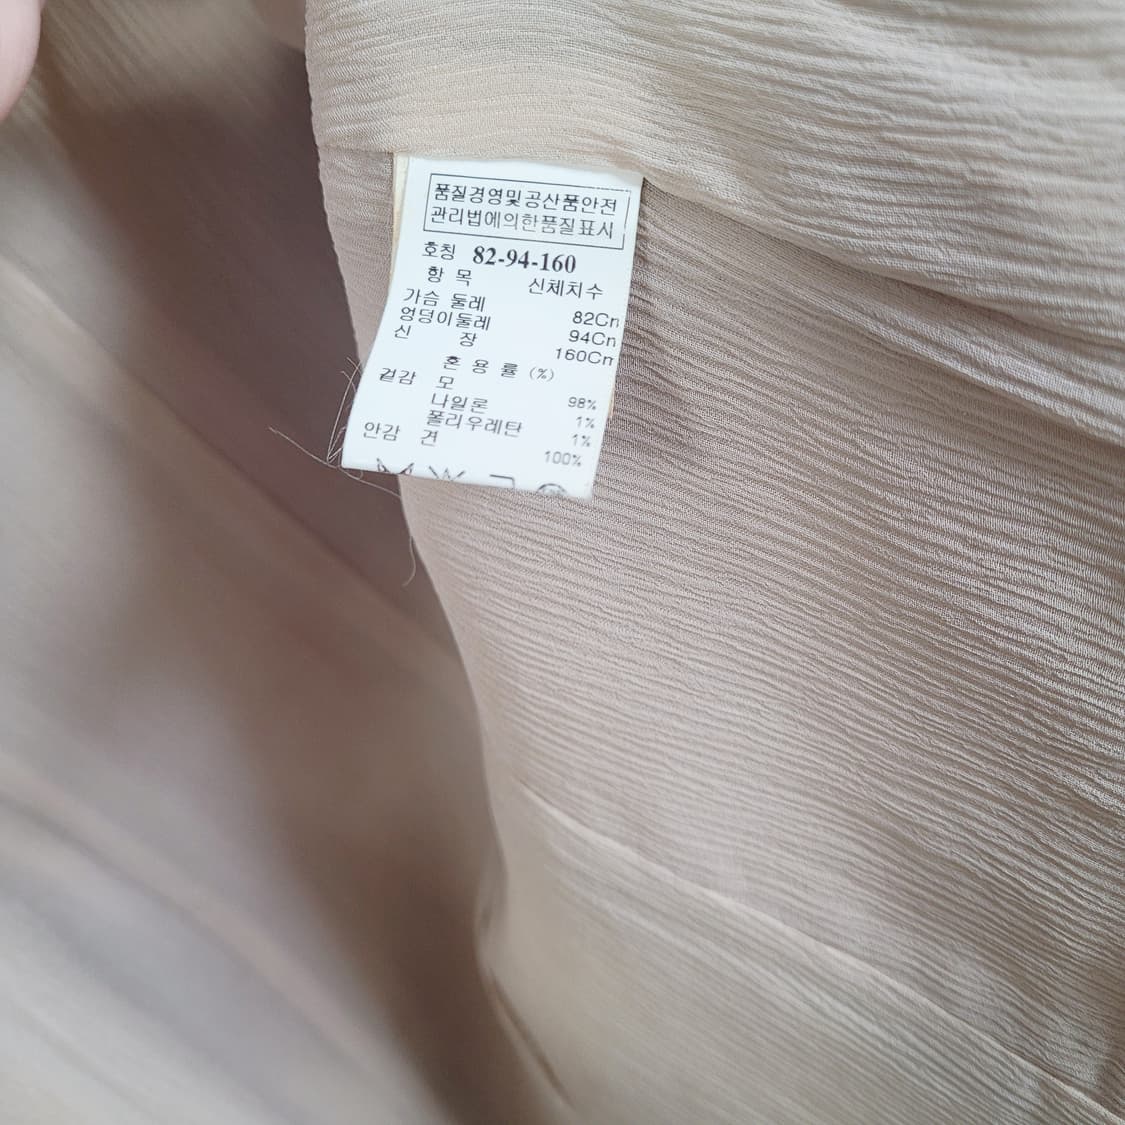 품질경영및공산품안전
관리법에의한품질표시
호칭 82-94-160
항 목 신체치수
가슴 둘레 82Cm
엉덩이둘레 94Cm
신 장 160Cm
혼 용 률 (%)
겉감 모 98%
나일론 1%
폴리우레탄 1%
안감 견 100%